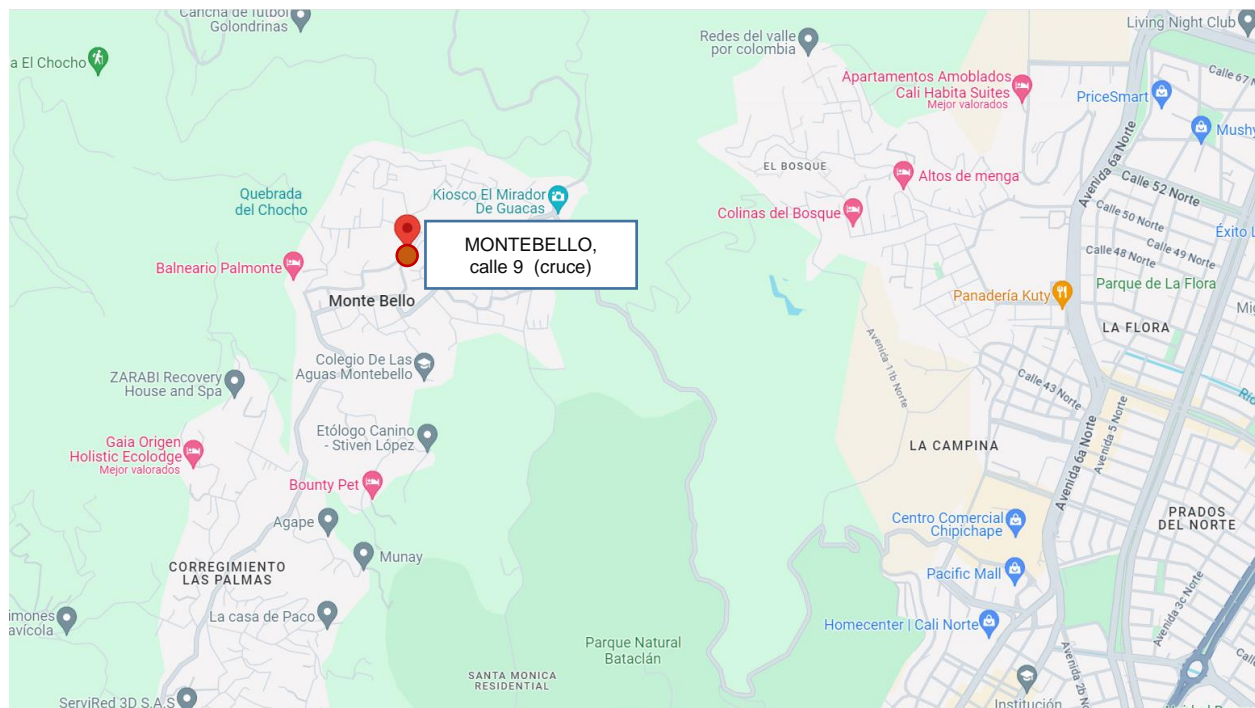 Cancha de fútbol
Golondrinas
a El Chocho
Redes del valle
por colombia
Living Night Club
Calle 67 N
Apartamentos Amoblados
Cali Habita Suites
Mejor valorados
PriceSmart
Mushy
Avenida 6a Norte
EL BOSQUE
Altos de menga
Calle 52 Norte
Quebrada
del Chocho
Kiosco El Mirador
De Guacas
Colinas del Bosque
Calle 50 Norte
Éxito L
Calle 48 Norte
Calle 49 Norte
MONTEBELLO,
calle 9 (cruce)
Balneario Palmonte
Monte Bello
Panadería Kuty
Parque de La Flora
Mig
LA FLORA
Colegio De Las
Aguas Montebello
ZARABI Recovery
House and Spa
Avenida 11b Norte
Calle 43 Norte
Río
Avenida 5 Norte
Etólogo Canino
- Stiven López
Gaia Origen
Holistic Ecolodge
Mejor valorados
LA CAMPINA
Avenida 6a Norte
Bounty Pet
Agape
Centro Comercial
Chipichape
PRADOS
DEL NORTE
Munay
CORREGIMIENTO
LAS PALMAS
Pacific Mall
Avenida 3c Norte
imones
avícola
La casa de Paco
Homecenter | Cali Norte
Parque Natural
Bataclán
Avenida 2b N
Calle
SANTA MONICA
RESIDENTIAL
ServiRed 3D S.A.S
Institución